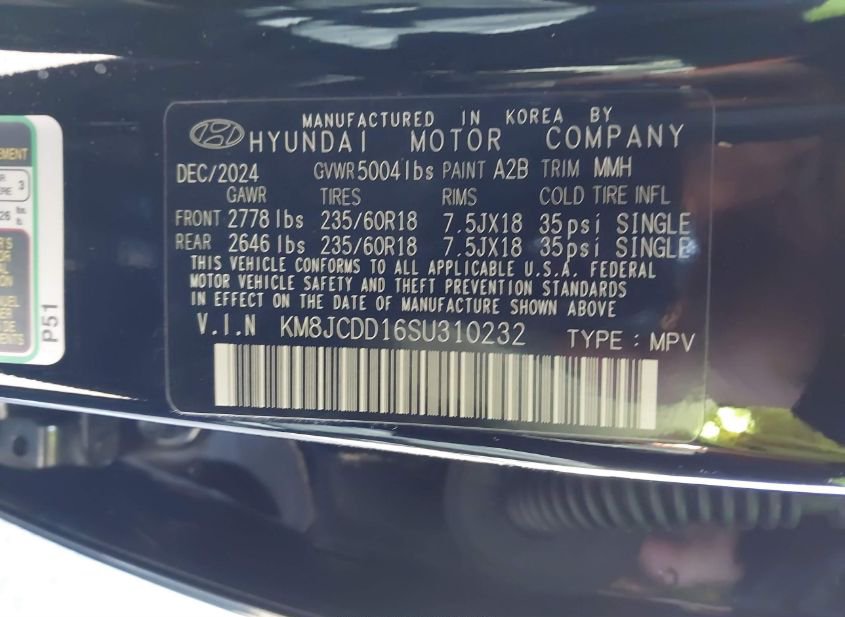 MANUFACTURED IN KOREA BY
HYUNDAI MOTOR COMPANY
DEC/2024 GVWR 5004 lbs PAINT A2B TRIM MMH
GAWR TIRES RIMS COLD TIRE INFL
FRONT 2778 lbs 235/60R18 7.5JX18 35psi SINGLE
REAR 2646 lbs 235/60R18 7.5JX18 35psi SINGLE
THIS VEHICLE CONFORMS TO ALL APPLICABLE U.S.A. FEDERAL
MOTOR VEHICLE SAFETY AND THEFT PREVENTION STANDARDS
IN EFFECT ON THE DATE OF MANUFACTURE SHOWN ABOVE
V.I.N KM8JCDD16SU310232 TYPE : MPV
3
P51